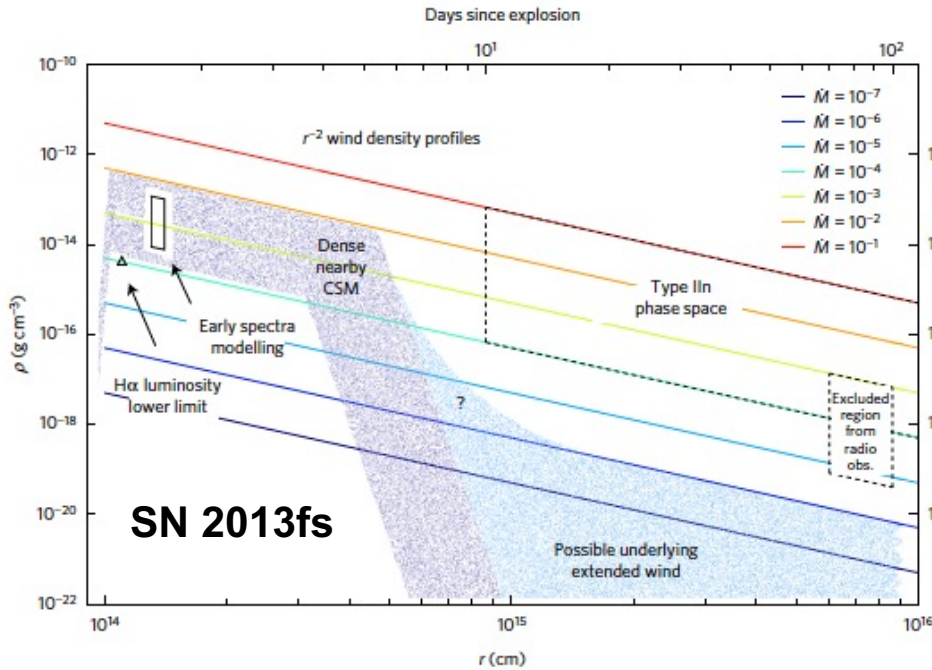 Days since explosion
10¹
10²
10⁻¹⁰
10⁻¹²
10⁻¹⁴
10⁻¹⁶
10⁻¹⁸
10⁻²⁰
10⁻²²
ρ (g cm⁻³)
r⁻² wind density profiles
Ṁ = 10⁻⁷
Ṁ = 10⁻⁶
Ṁ = 10⁻⁵
Ṁ = 10⁻⁴
Ṁ = 10⁻³
Ṁ = 10⁻²
Ṁ = 10⁻¹
Dense
nearby
CSM
Type IIn
phase space
Early spectra
modelling
Hα luminosity
lower limit
?
Excluded
region
from
radio
obs.
SN 2013fs
Possible underlying
extended wind
10¹⁴
10¹⁵
10¹⁶
r (cm)